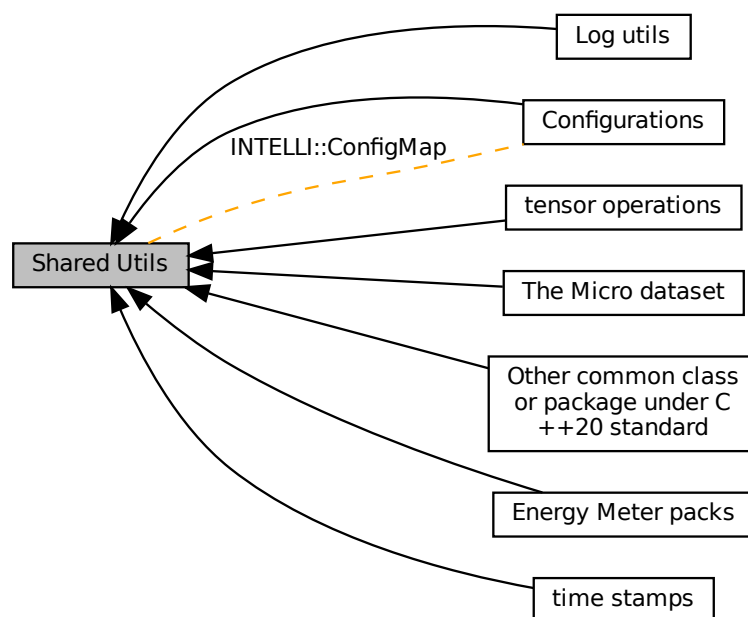 Log utils
Configurations
INTELLI::ConfigMap
tensor operations
Shared Utils
The Micro dataset
Other common class
or package under C
++20 standard
Energy Meter packs
time stamps